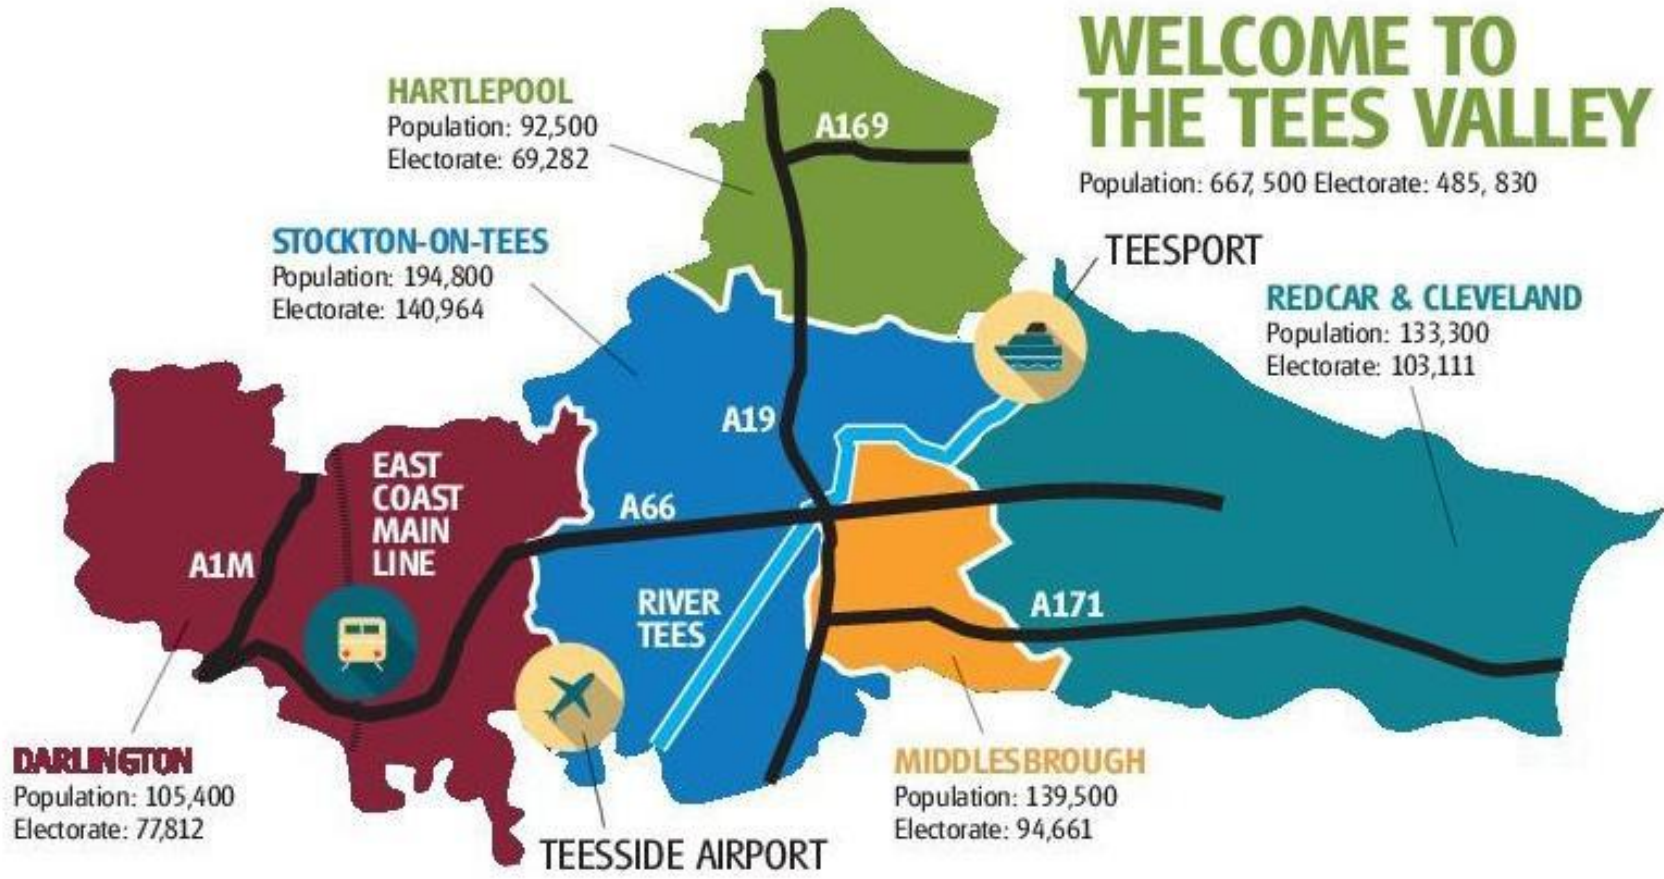 WELCOME TO
THE TEES VALLEY
Population: 667, 500 Electorate: 485, 830
HARTLEPOOL
Population: 92,500
Electorate: 69,282
A169
STOCKTON-ON-TEES
Population: 194,800
Electorate: 140,964
TEESPORT
REDCAR & CLEVELAND
Population: 133,300
Electorate: 103,111
A19
EAST
COAST
MAIN
LINE
A66
A1M
RIVER
TEES
A171
DARLINGTON
Population: 105,400
Electorate: 77,812
MIDDLESBROUGH
Population: 139,500
Electorate: 94,661
TEESSIDE AIRPORT